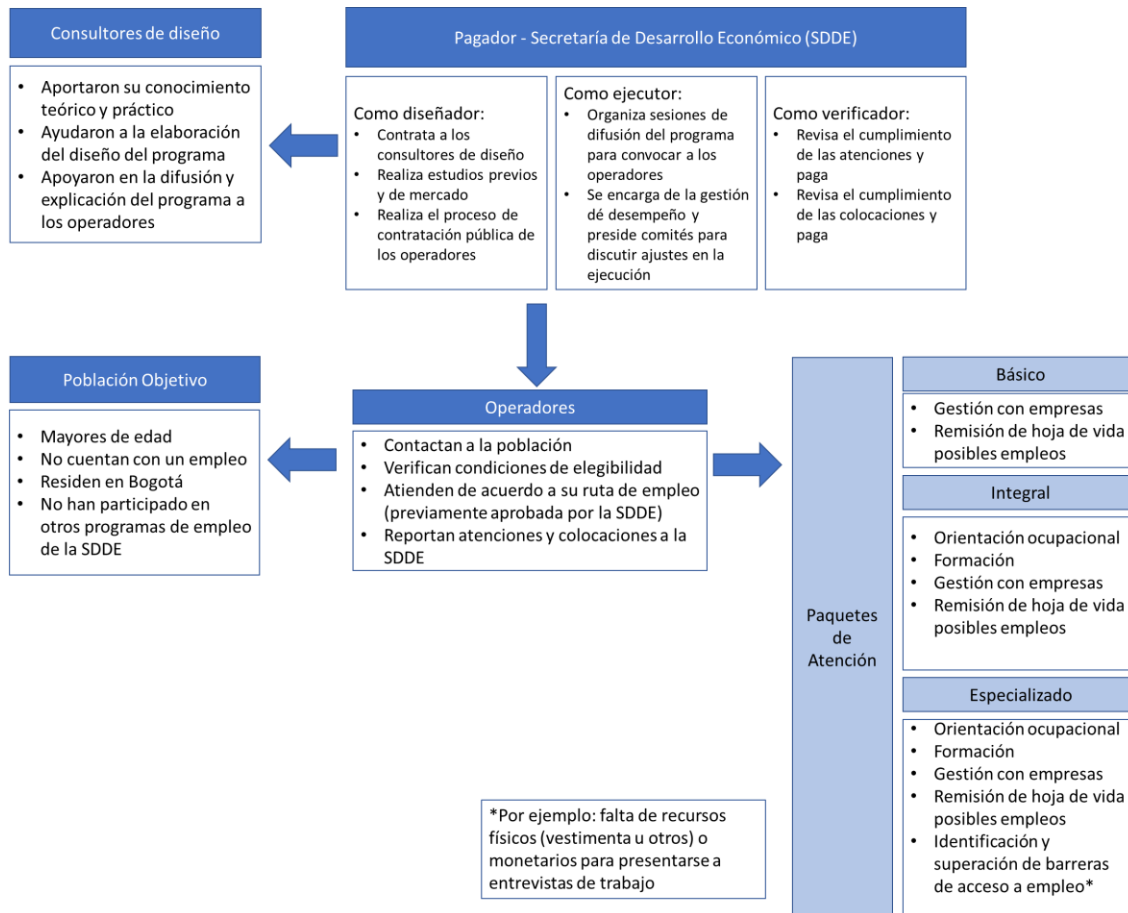 Consultores de diseño
• Aportaron su conocimiento
teórico y práctico
• Ayudaron a la elaboración
del diseño del programa
• Apoyaron en la difusión y
explicación del programa a
los operadores
Pagador - Secretaría de Desarrollo Económico (SDDE)
Como diseñador:
• Contrata a los
consultores de diseño
• Realiza estudios previos
y de mercado
• Realiza el proceso de
contratación pública de
los operadores
Como ejecutor:
• Organiza sesiones de
difusión del programa
para convocar a los
operadores
• Se encarga de la gestión
dé desempeño y
preside comités para
discutir ajustes en la
ejecución
Como verificador:
• Revisa el cumplimiento
de las atenciones y
paga
• Revisa el cumplimiento
de las colocaciones y
paga
Población Objetivo
• Mayores de edad
• No cuentan con un empleo
• Residen en Bogotá
• No han participado en
otros programas de empleo
de la SDDE
Operadores
• Contactan a la población
• Verifican condiciones de elegibilidad
• Atienden de acuerdo a su ruta de empleo
(previamente aprobada por la SDDE)
• Reportan atenciones y colocaciones a la
SDDE
Paquetes
de
Atención
Básico
• Gestión con empresas
• Remisión de hoja de vida
posibles empleos
Integral
• Orientación ocupacional
• Formación
• Gestión con empresas
• Remisión de hoja de vida
posibles empleos
Especializado
• Orientación ocupacional
• Formación
• Gestión con empresas
• Remisión de hoja de vida
posibles empleos
• Identificación y
superación de barreras
de acceso a empleo*
*Por ejemplo: falta de recursos
físicos (vestimenta u otros) o
monetarios para presentarse a
entrevistas de trabajo